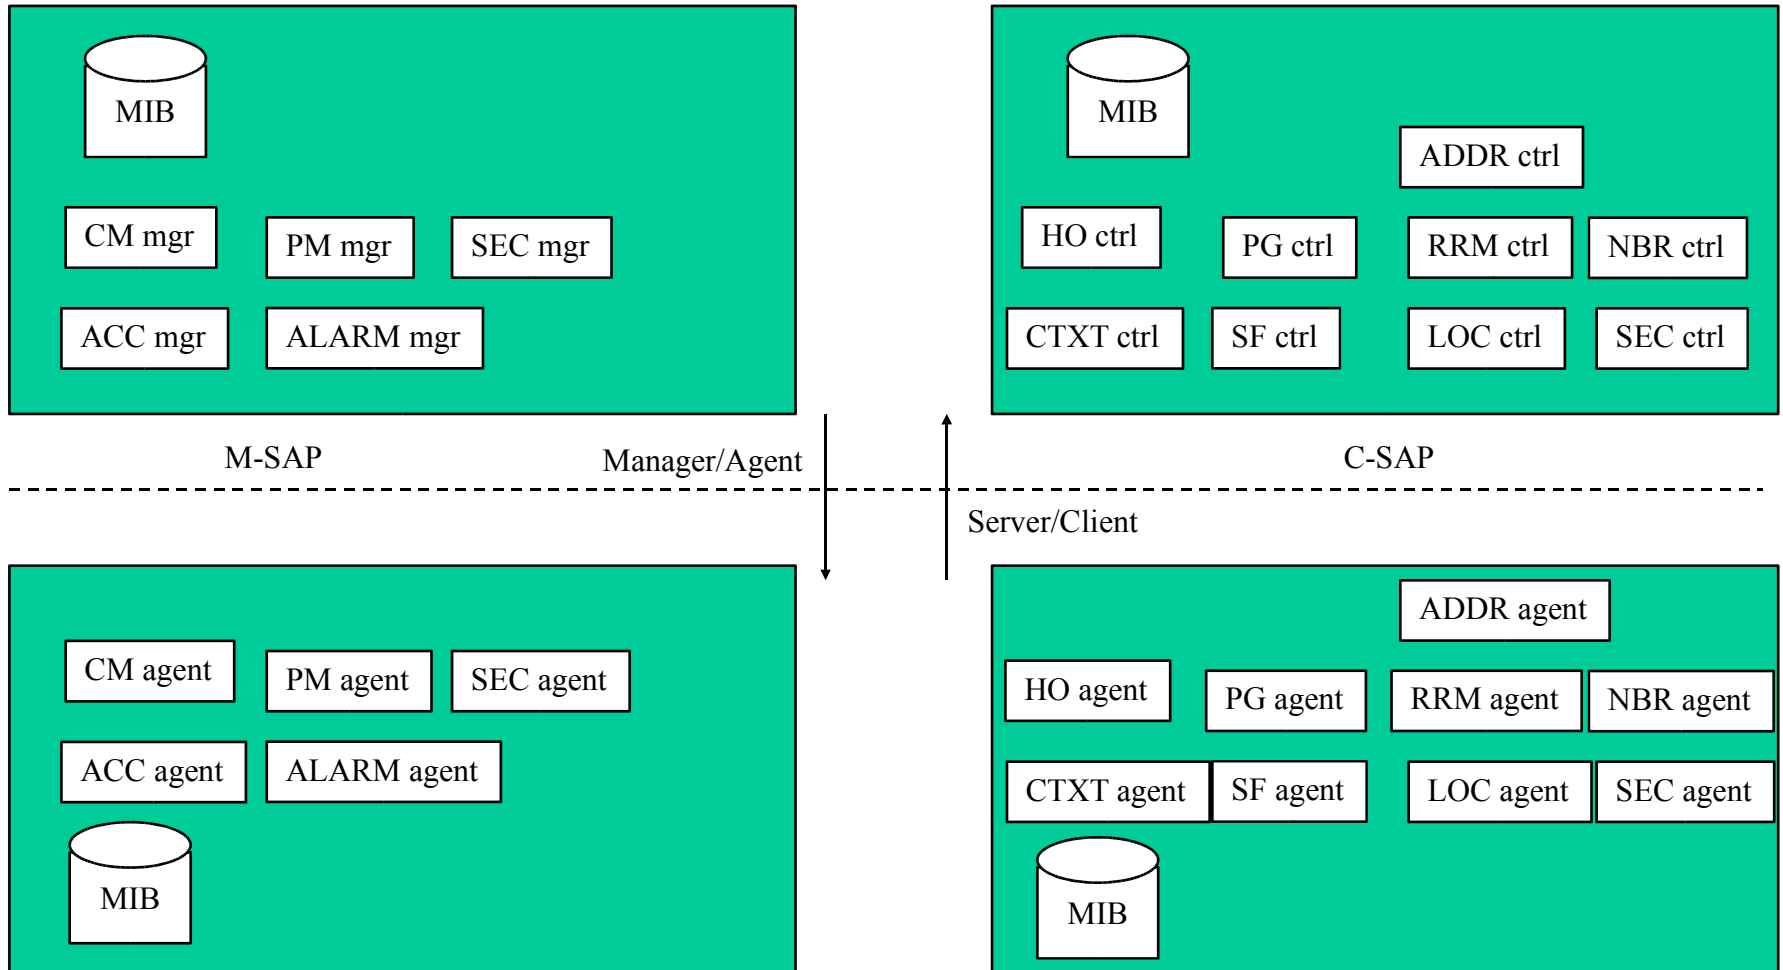 MIB
CM mgr
PM mgr
SEC mgr
ACC mgr
ALARM mgr
MIB
ADDR ctrl
HO ctrl
PG ctrl
RRM ctrl
NBR ctrl
CTXT ctrl
SF ctrl
LOC ctrl
SEC ctrl
M-SAP
Manager/Agent
C-SAP
Server/Client
CM agent
PM agent
SEC agent
ACC agent
ALARM agent
MIB
ADDR agent
HO agent
PG agent
RRM agent
NBR agent
CTXT agent
SF agent
LOC agent
SEC agent
MIB